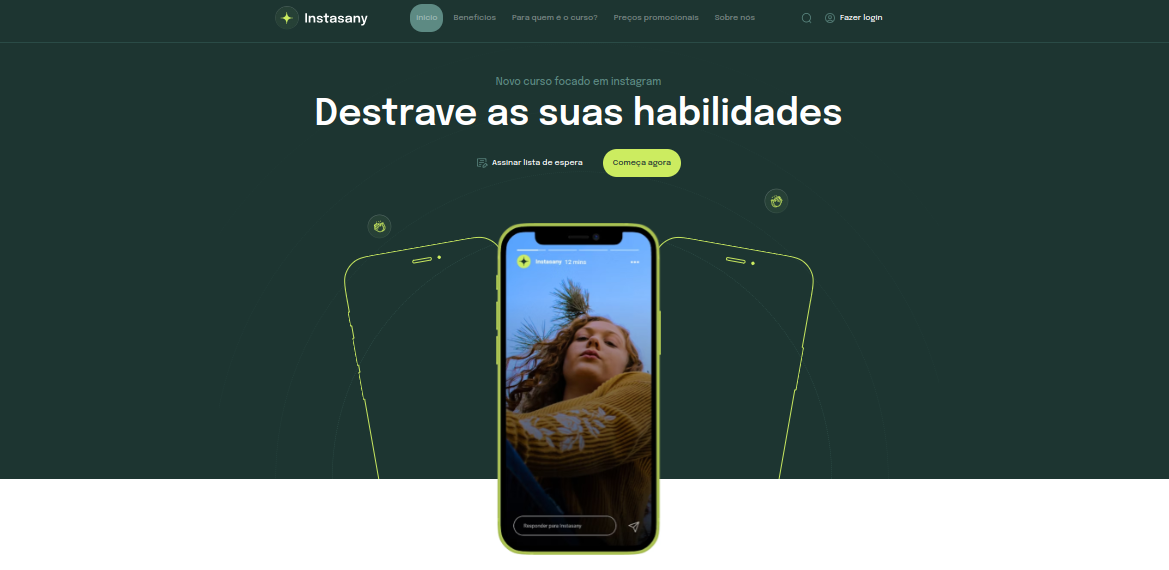 Instasany
Início
Benefícios
Para quem é o curso?
Preços promocionais
Sobre nós
Fazer login
Novo curso focado em instagram
Destrave as suas habilidades
Assinar lista de espera
Começa agora
Instasany 12 mins
Responder para Instasany